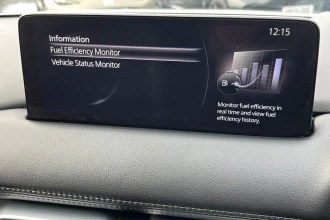 12:15
Information
Fuel Efficiency Monitor
Vehicle Status Monitor
Monitor fuel efficiency in
real time and view fuel
efficiency history.